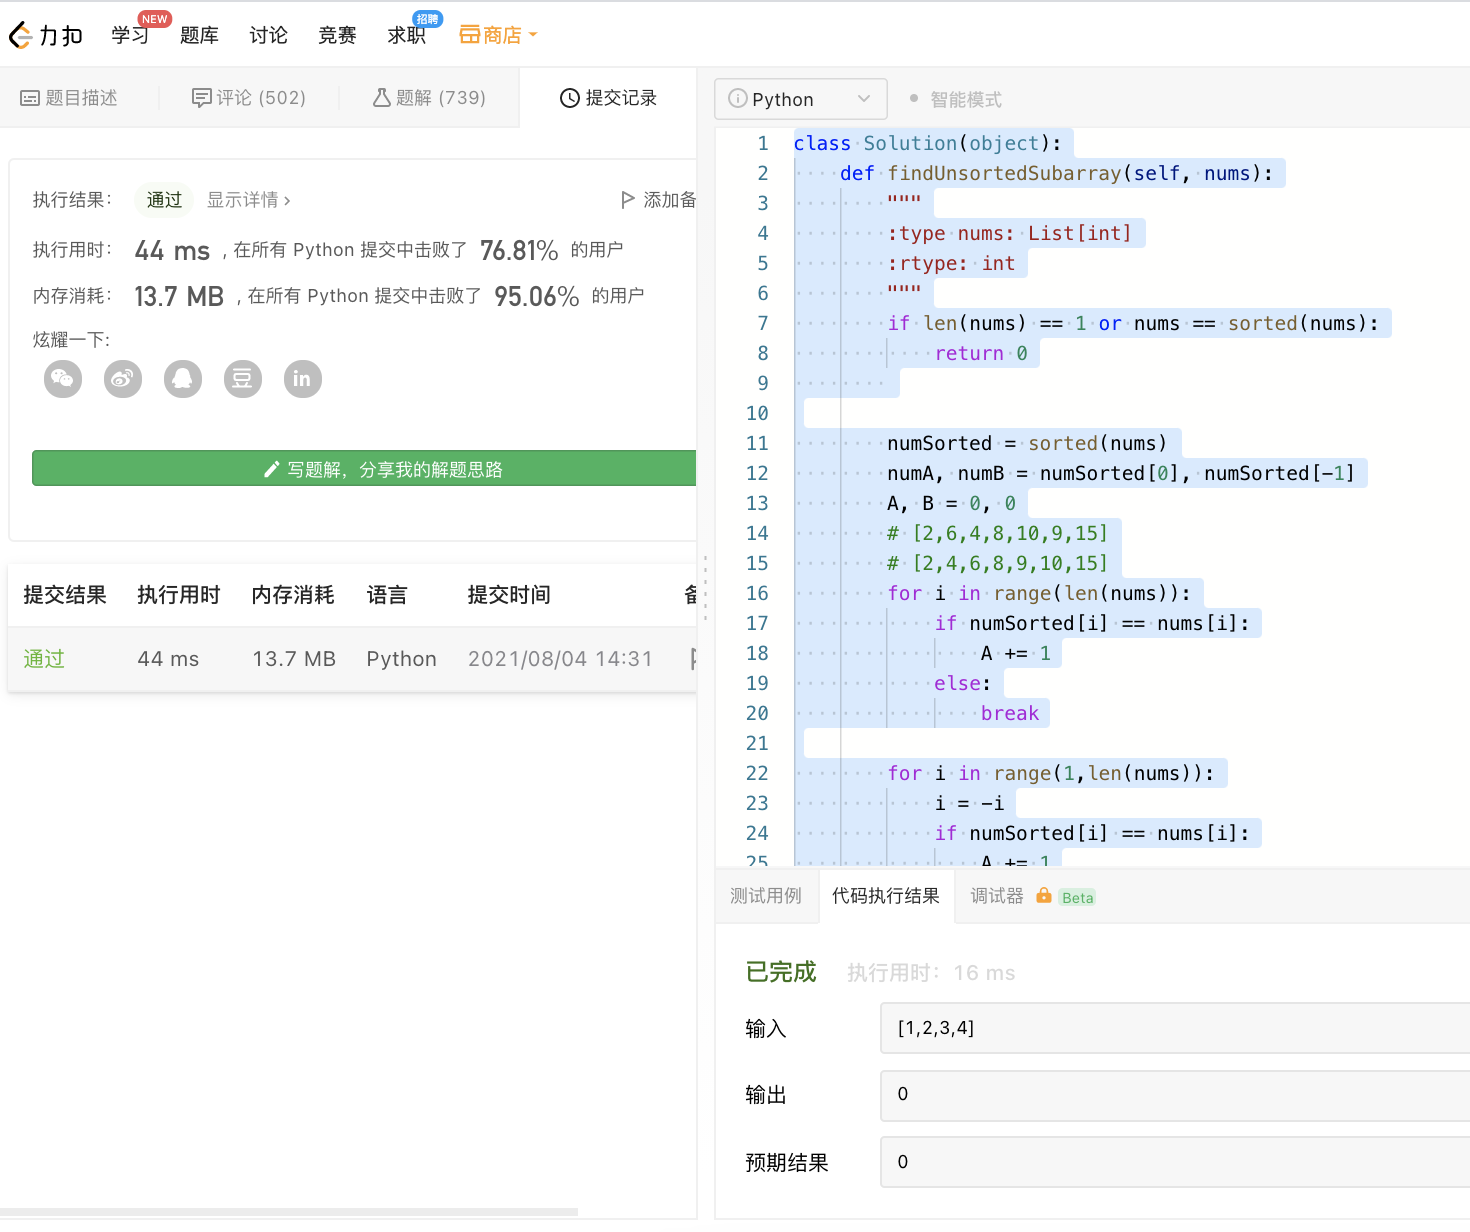 力扣 学习 NEW 题库 讨论 竞赛 求职 招聘 商店
题目描述 评论 (502) 题解 (739) 提交记录
执行结果： 通过 显示详情 › 添加备
执行用时： 44 ms , 在所有 Python 提交中击败了 76.81% 的用户
内存消耗： 13.7 MB , 在所有 Python 提交中击败了 95.06% 的用户
炫耀一下:
豆 in
写题解，分享我的解题思路
提交结果 执行用时 内存消耗 语言 提交时间
通过 44 ms 13.7 MB Python 2021/08/04 14:31
Python 智能模式
1 class Solution(object):
2     def findUnsortedSubarray(self, nums):
3         """
4         :type nums: List[int]
5         :rtype: int
6         """
7         if len(nums) == 1 or nums == sorted(nums):
8             return 0
9
10
11         numSorted = sorted(nums)
12         numA, numB = numSorted[0], numSorted[-1]
13         A, B = 0, 0
14         # [2,6,4,8,10,9,15]
15         # [2,4,6,8,9,10,15]
16         for i in range(len(nums)):
17             if numSorted[i] == nums[i]:
18                 A += 1
19             else:
20                 break
21
22         for i in range(1,len(nums)):
23             i = -i
24             if numSorted[i] == nums[i]:
25                 A += 1
测试用例 代码执行结果 调试器 Beta
已完成 执行用时：16 ms
输入 [1,2,3,4]
输出 0
预期结果 0